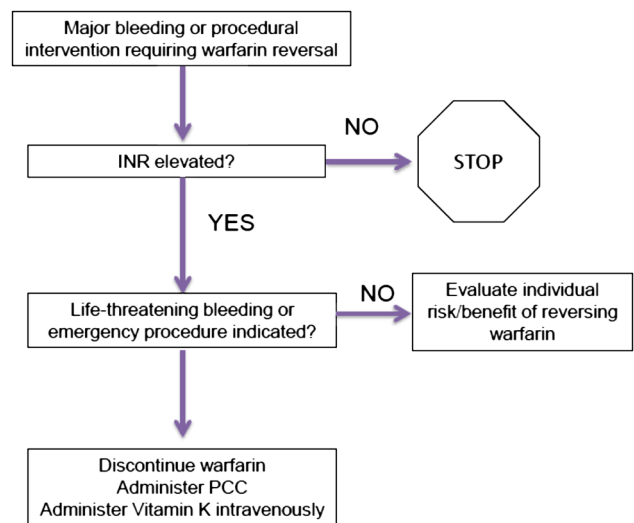 Major bleeding or procedural
intervention requiring warfarin reversal
NO
INR elevated?
STOP
YES
Life-threatening bleeding or
emergency procedure indicated?
NO
Evaluate individual
risk/benefit of reversing
warfarin
Discontinue warfarin
Administer PCC
Administer Vitamin K intravenously